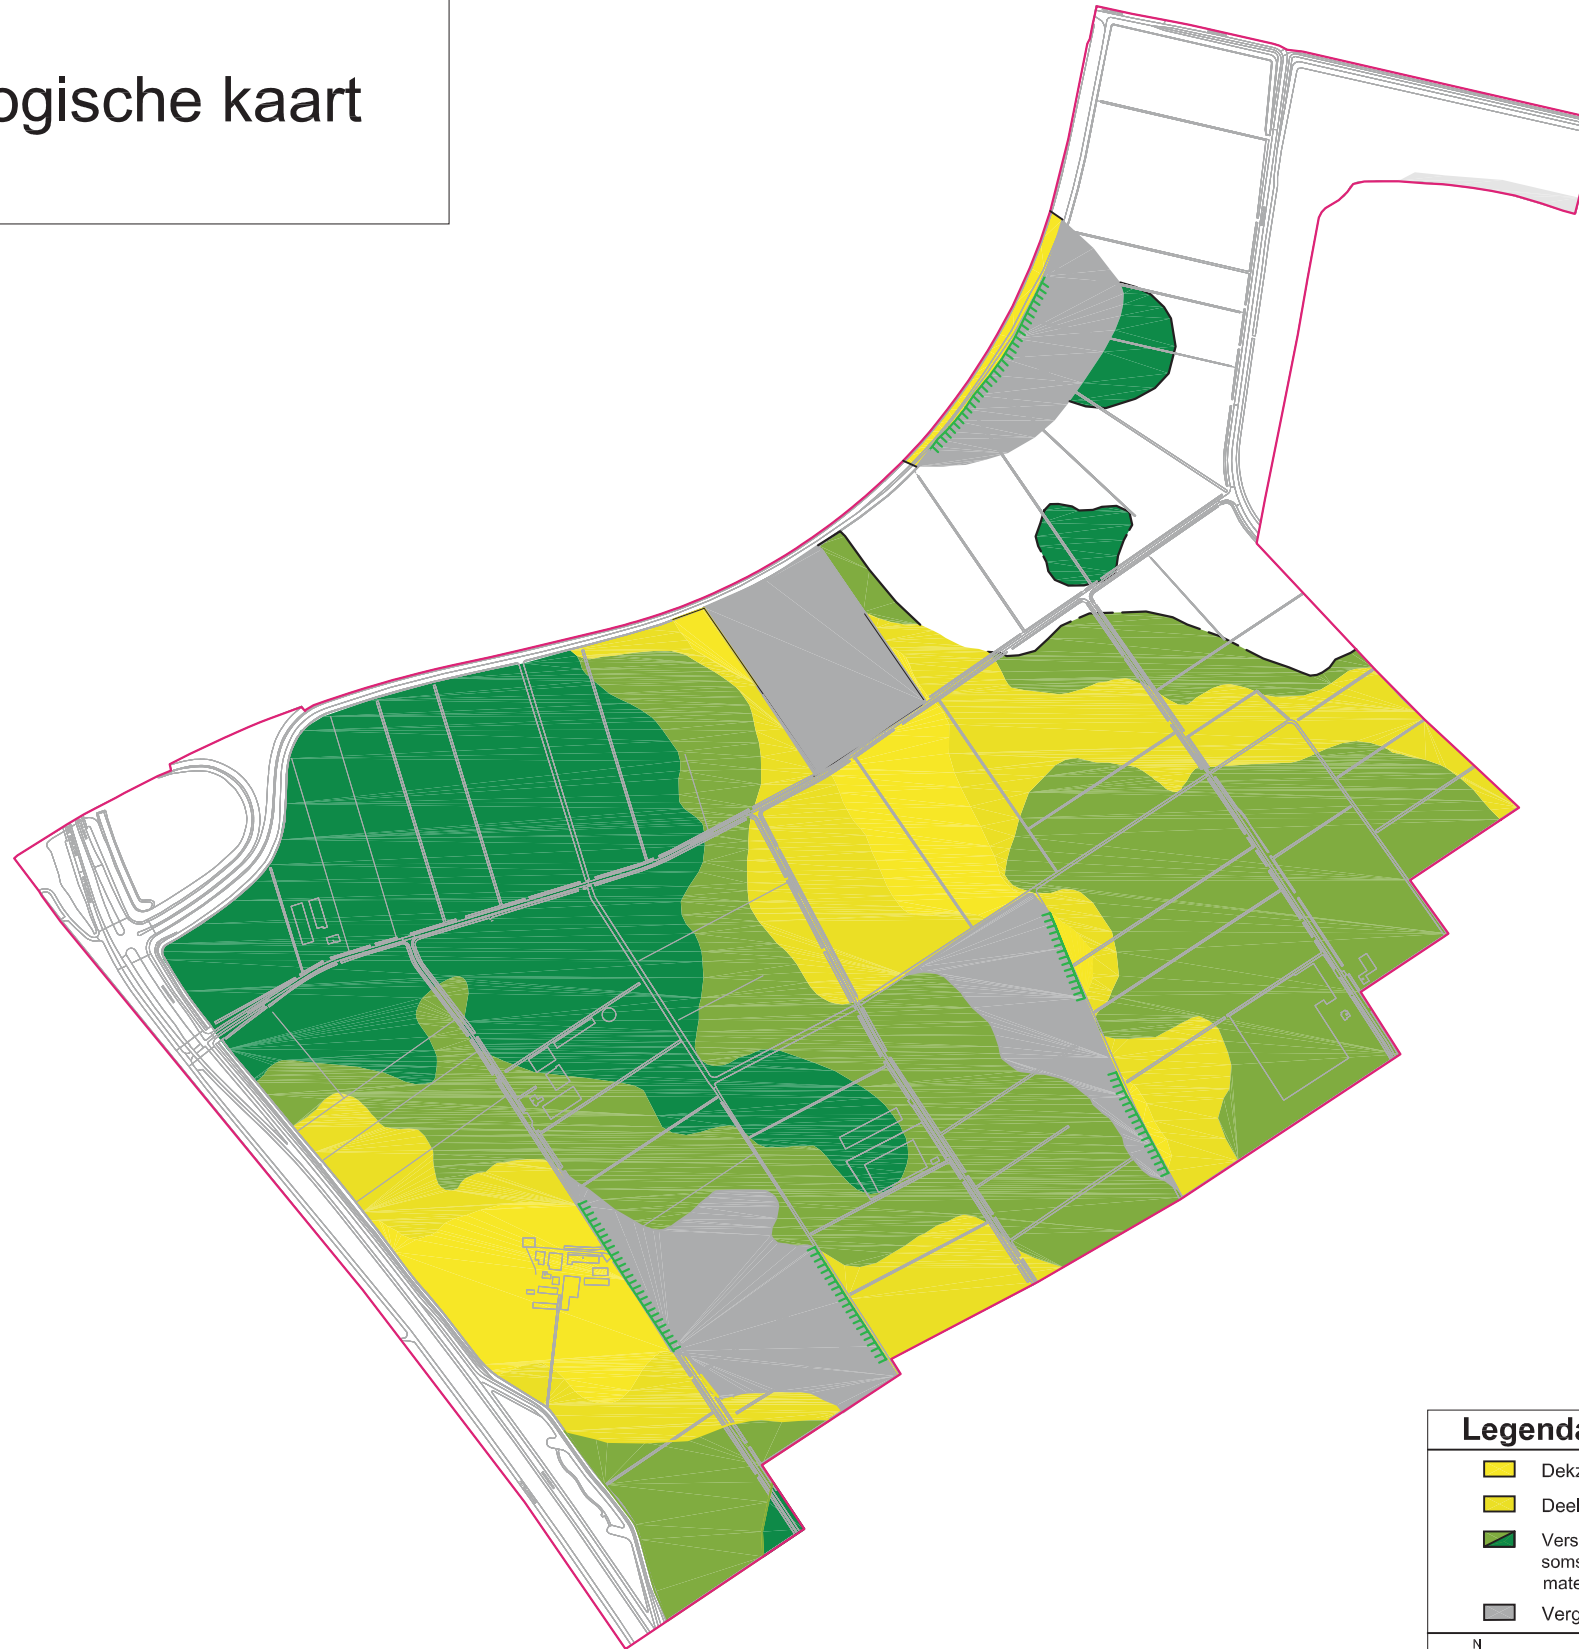 ogische kaart
Legenda
Dekz
Deel
Vers
soms
mate
Verg
N